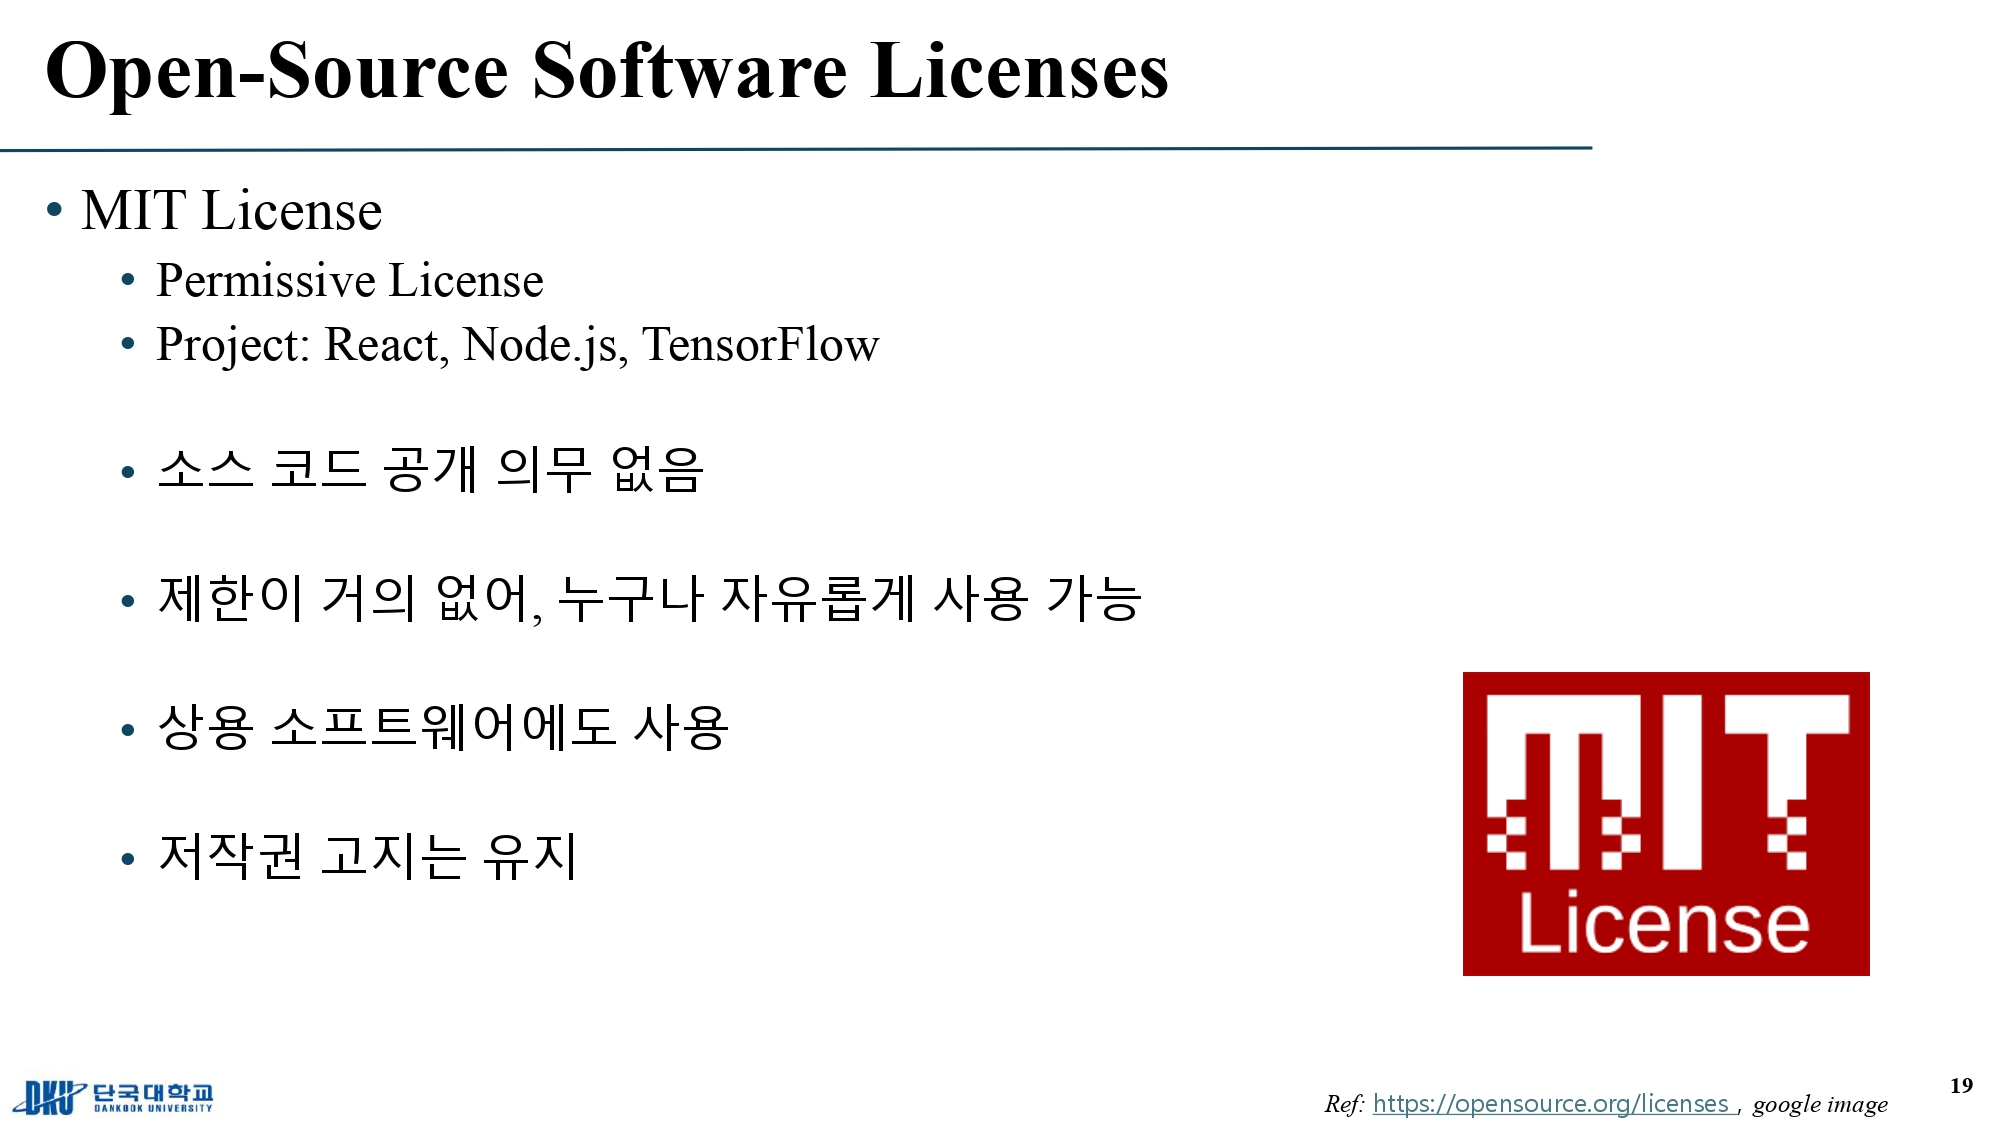 Open-Source Software Licenses
• MIT License
• Permissive License
• Project: React, Node.js, TensorFlow
• 소스 코드 공개 의무 없음
• 제한이 거의 없어, 누구나 자유롭게 사용 가능
• 상용 소프트웨어에도 사용
• 저작권 고지는 유지
MIT
License
DKU 단국대학교
DANKOOK UNIVERSITY
Ref: https://opensource.org/licenses , google image
19